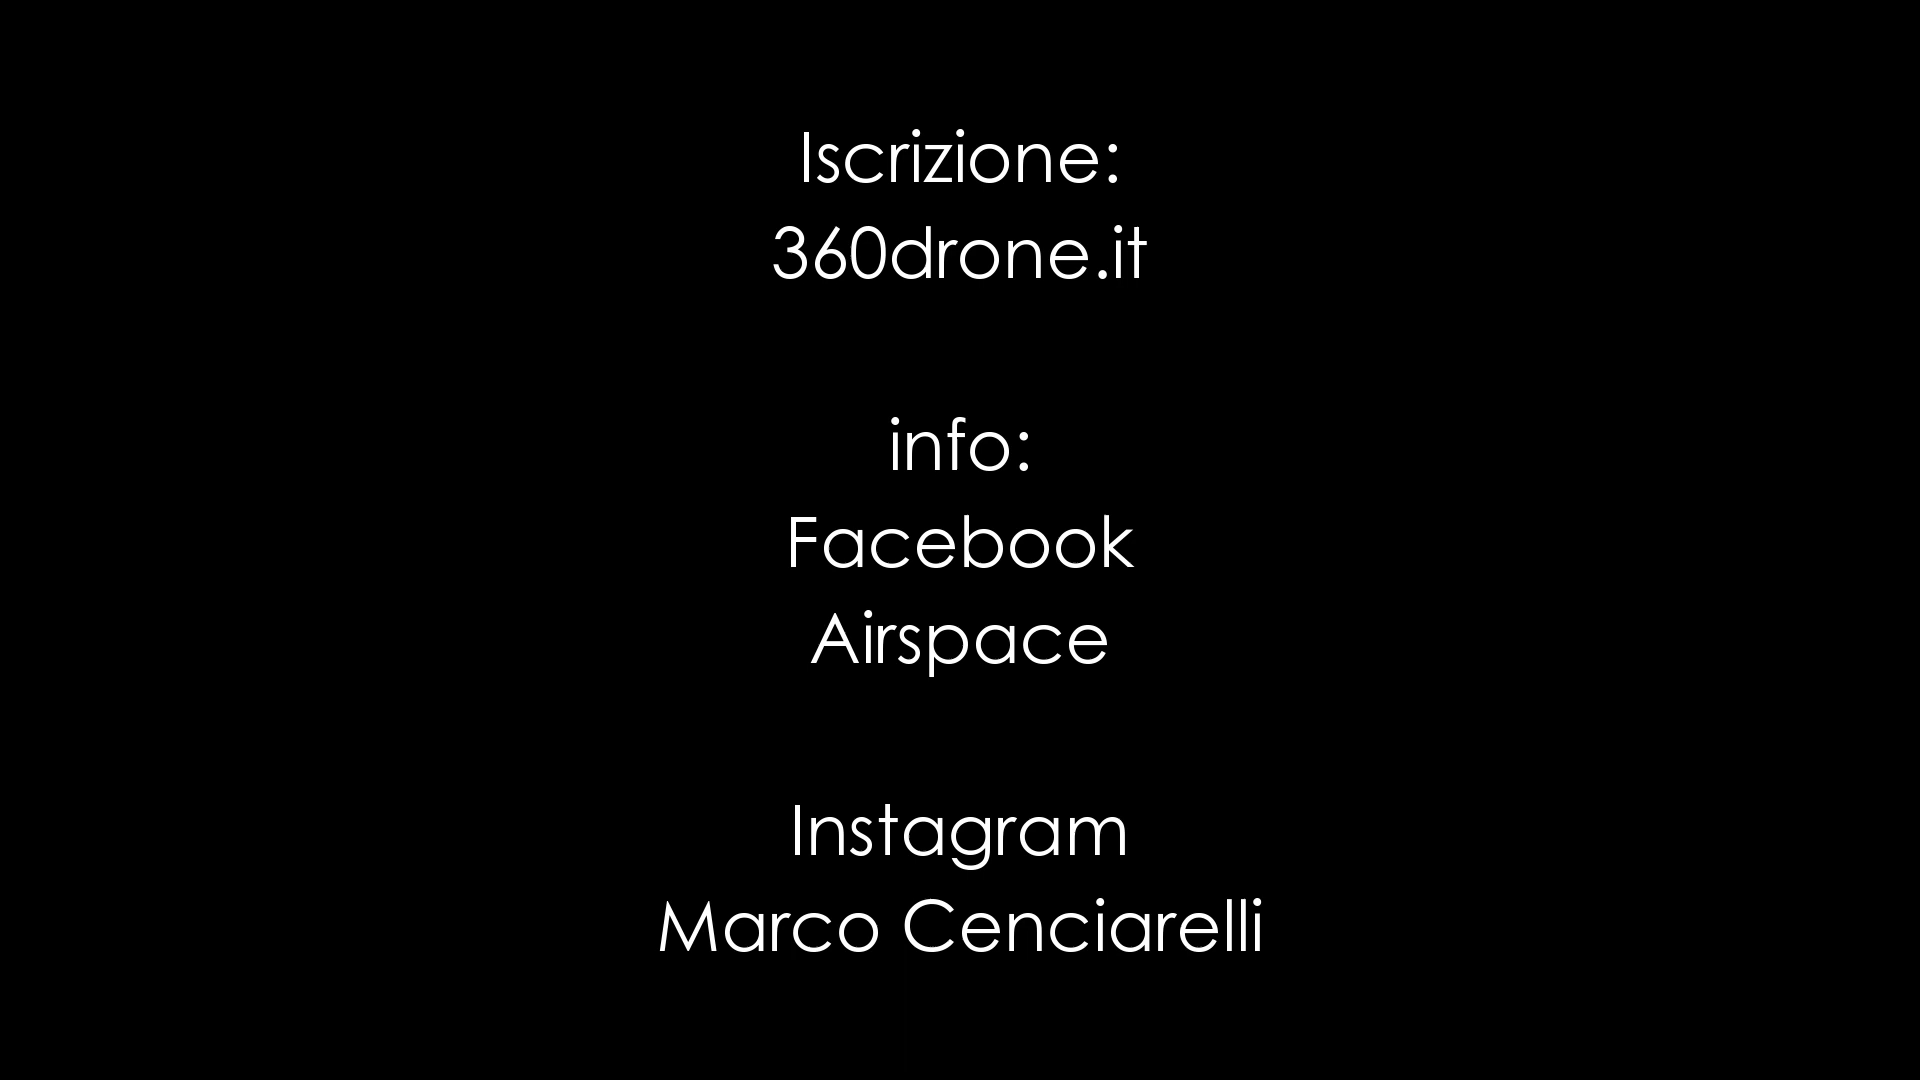 Iscrizione:
360drone.it
info:
Facebook
Airspace
Instagram
Marco Cenciarelli